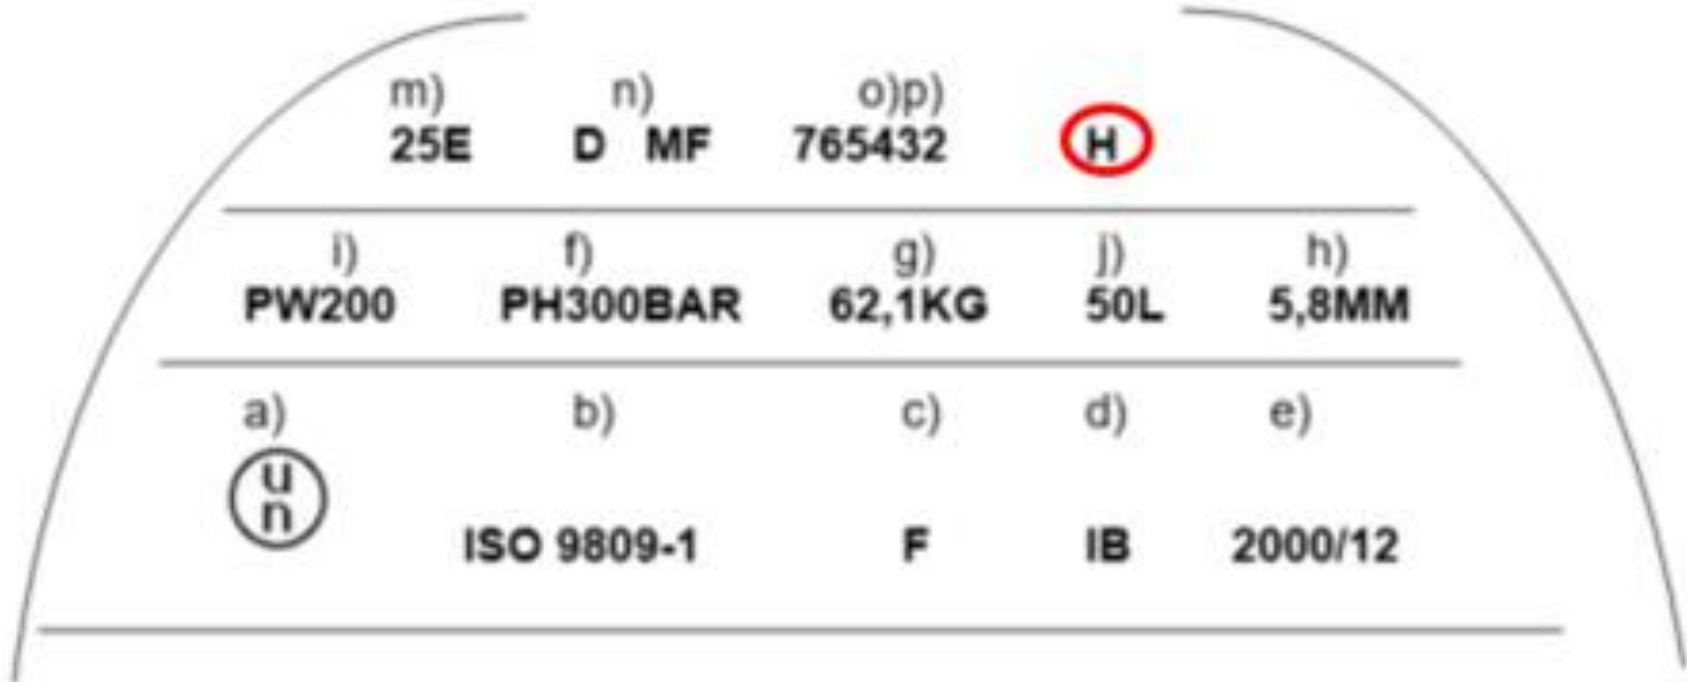 m) n) o)p)
25E D MF 765432 H
i) f) g) j) h)
PW200 PH300BAR 62,1KG 50L 5,8MM
a) b) c) d) e)
u
n
ISO 9809-1 F IB 2000/12